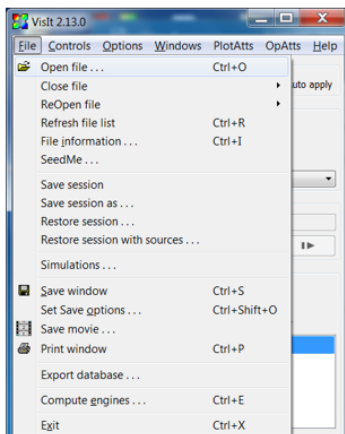 VisIt 2.13.0
File Controls Options Windows PlotAtts OpAtts Help
Open file . . . Ctrl+O
Close file uto apply
ReOpen file
Refresh file list Ctrl+R
File information . . . Ctrl+I
SeedMe . . .
Save session
Save session as . . .
Restore session . . .
Restore session with sources . . .
Simulations . . .
Save window Ctrl+S
Set Save options . . . Ctrl+Shift+O
Save movie . . .
Print window Ctrl+P
Export database . . .
Compute engines . . . Ctrl+E
Exit Ctrl+X